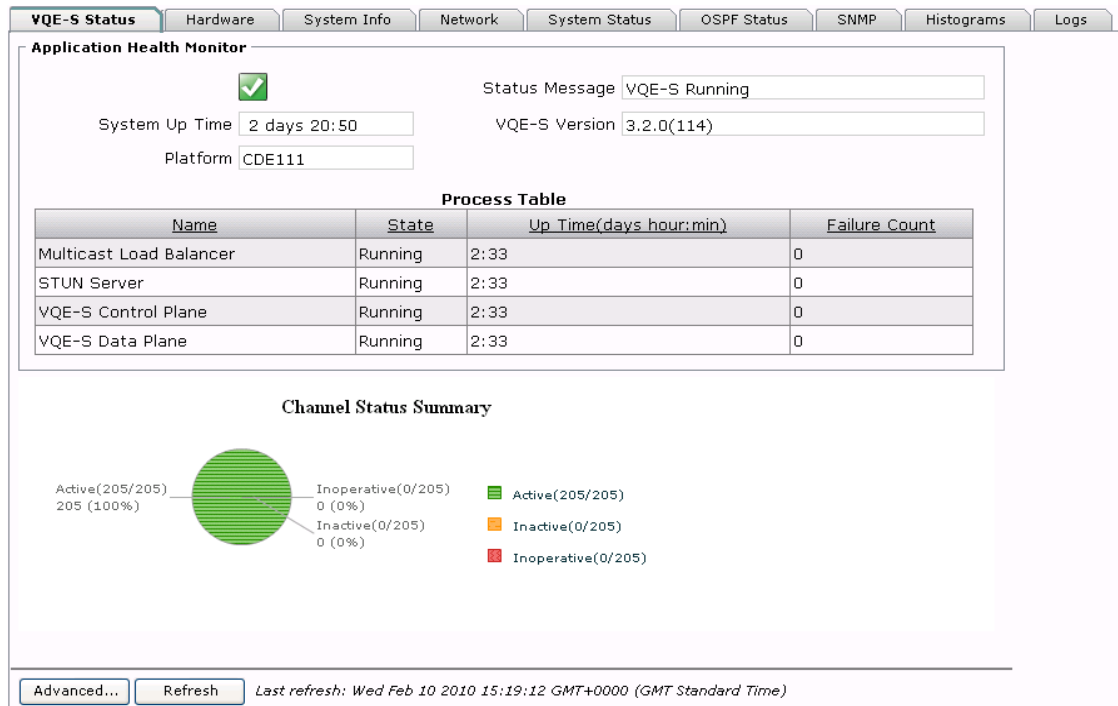 VQE-S Status Hardware System Info Network System Status OSPF Status SNMP Histograms Logs
Application Health Monitor
Status Message VQE-S Running
System Up Time 2 days 20:50 VQE-S Version 3.2.0(114)
Platform CDE111
Process Table
Name State Up Time(days hour:min) Failure Count
Multicast Load Balancer Running 2:33 0
STUN Server Running 2:33 0
VQE-S Control Plane Running 2:33 0
VQE-S Data Plane Running 2:33 0
Channel Status Summary
Active(205/205)
205 (100%)
Inoperative(0/205)
0 (0%)
Inactive(0/205)
0 (0%)
Active(205/205)
Inactive(0/205)
Inoperative(0/205)
Advanced... Refresh Last refresh: Wed Feb 10 2010 15:19:12 GMT+0000 (GMT Standard Time)